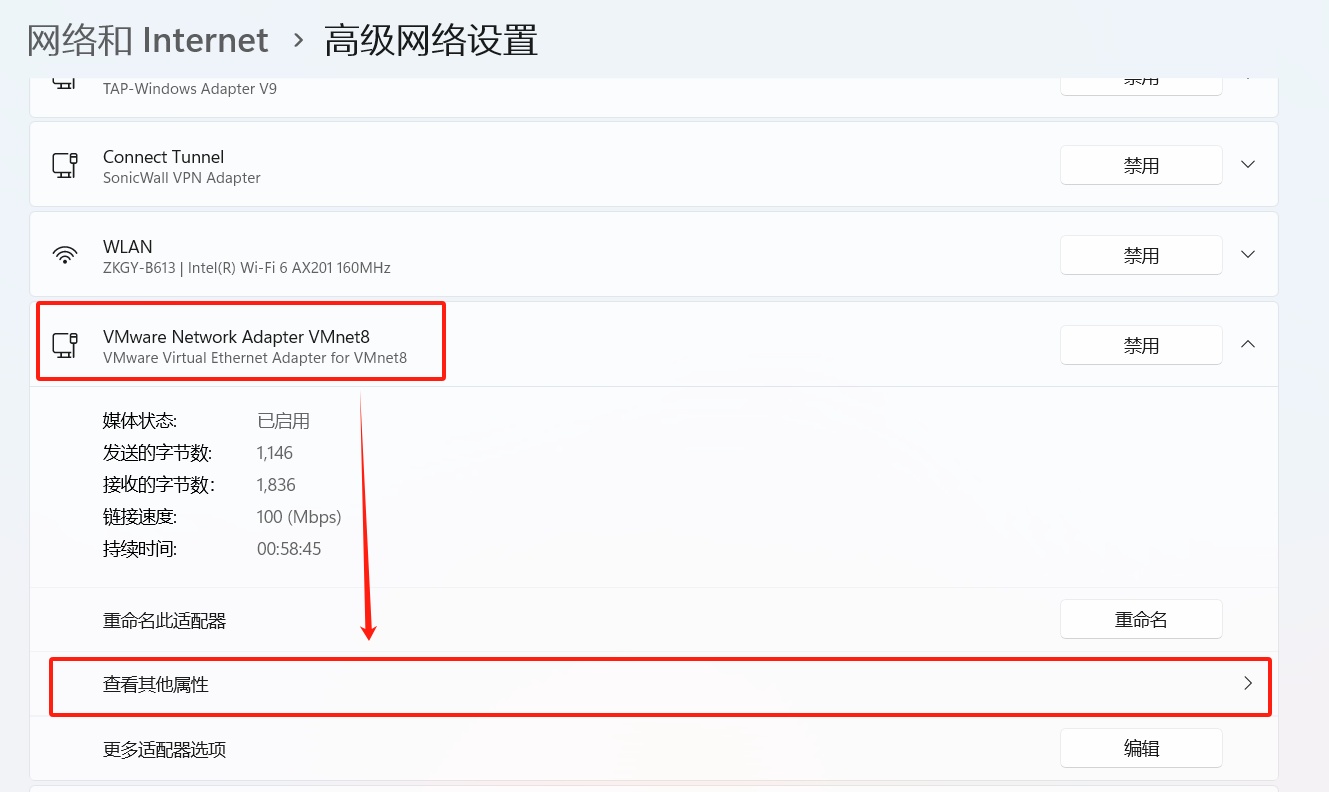 网络和 Internet › 高级网络设置
TAP-Windows Adapter V9
禁用
Connect Tunnel
SonicWall VPN Adapter
禁用
WLAN
ZKGY-B613 | Intel(R) Wi-Fi 6 AX201 160MHz
禁用
VMware Network Adapter VMnet8
VMware Virtual Ethernet Adapter for VMnet8
禁用
媒体状态: 已启用
发送的字节数: 1,146
接收的字节数: 1,836
链接速度: 100 (Mbps)
持续时间: 00:58:45
重命名此适配器 重命名
查看其他属性
更多适配器选项 编辑